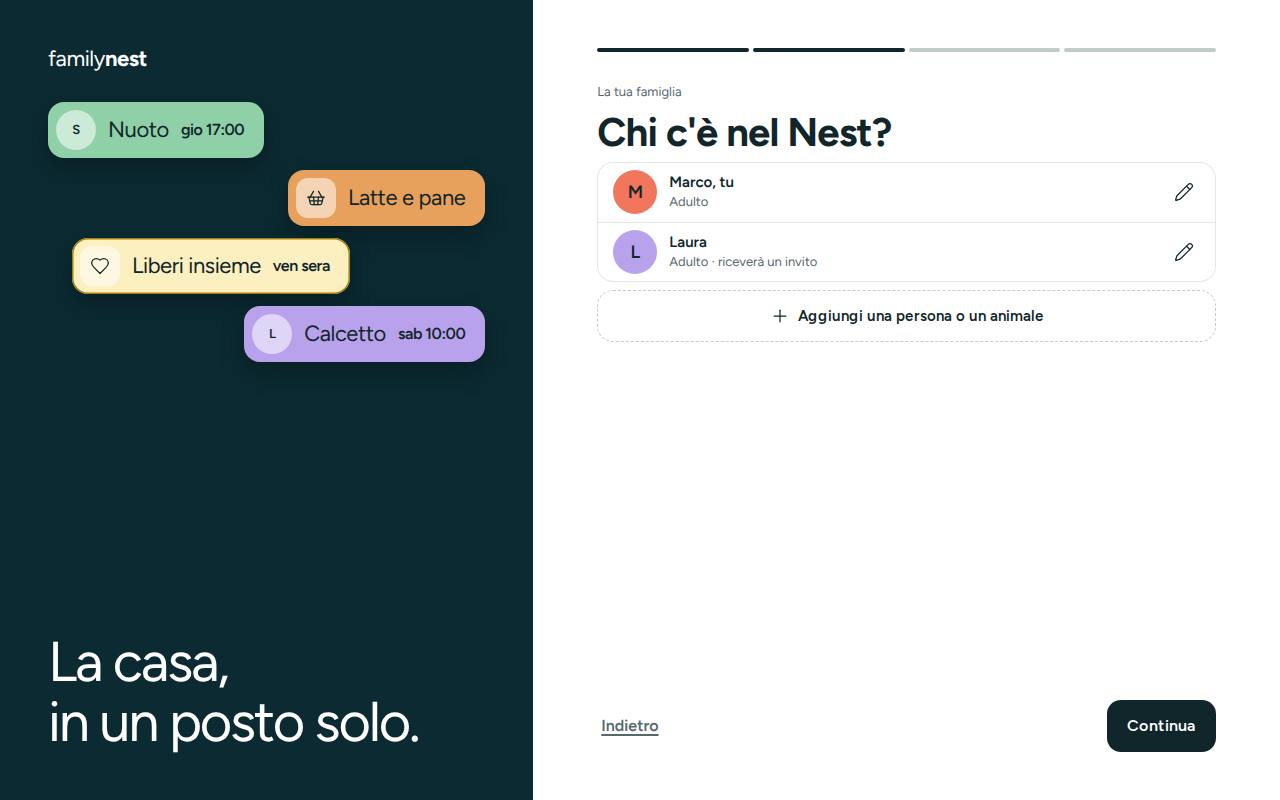 familynest
S
Nuoto gio 17:00
Latte e pane
Liberi insieme ven sera
L
Calcetto sab 10:00
La casa,
in un posto solo.
La tua famiglia
Chi c'è nel Nest?
M
Marco, tu
Adulto
L
Laura
Adulto · riceverà un invito
Aggiungi una persona o un animale
Indietro
Continua